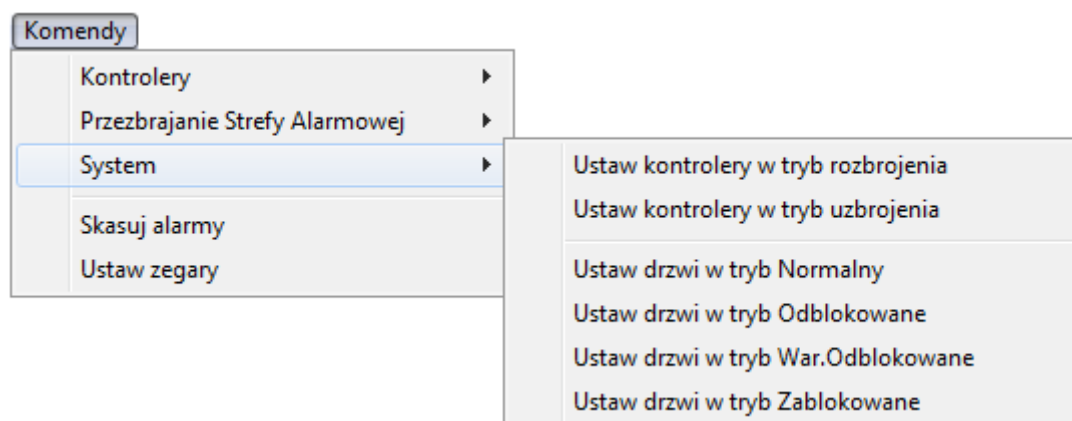 Komendy
Kontrolery
Przezbrajanie Strefy Alarmowej
System
Skasuj alarmy
Ustaw zegary
Ustaw kontrolery w tryb rozbrojenia
Ustaw kontrolery w tryb uzbrojenia
Ustaw drzwi w tryb Normalny
Ustaw drzwi w tryb Odblokowane
Ustaw drzwi w tryb War.Odblokowane
Ustaw drzwi w tryb Zablokowane